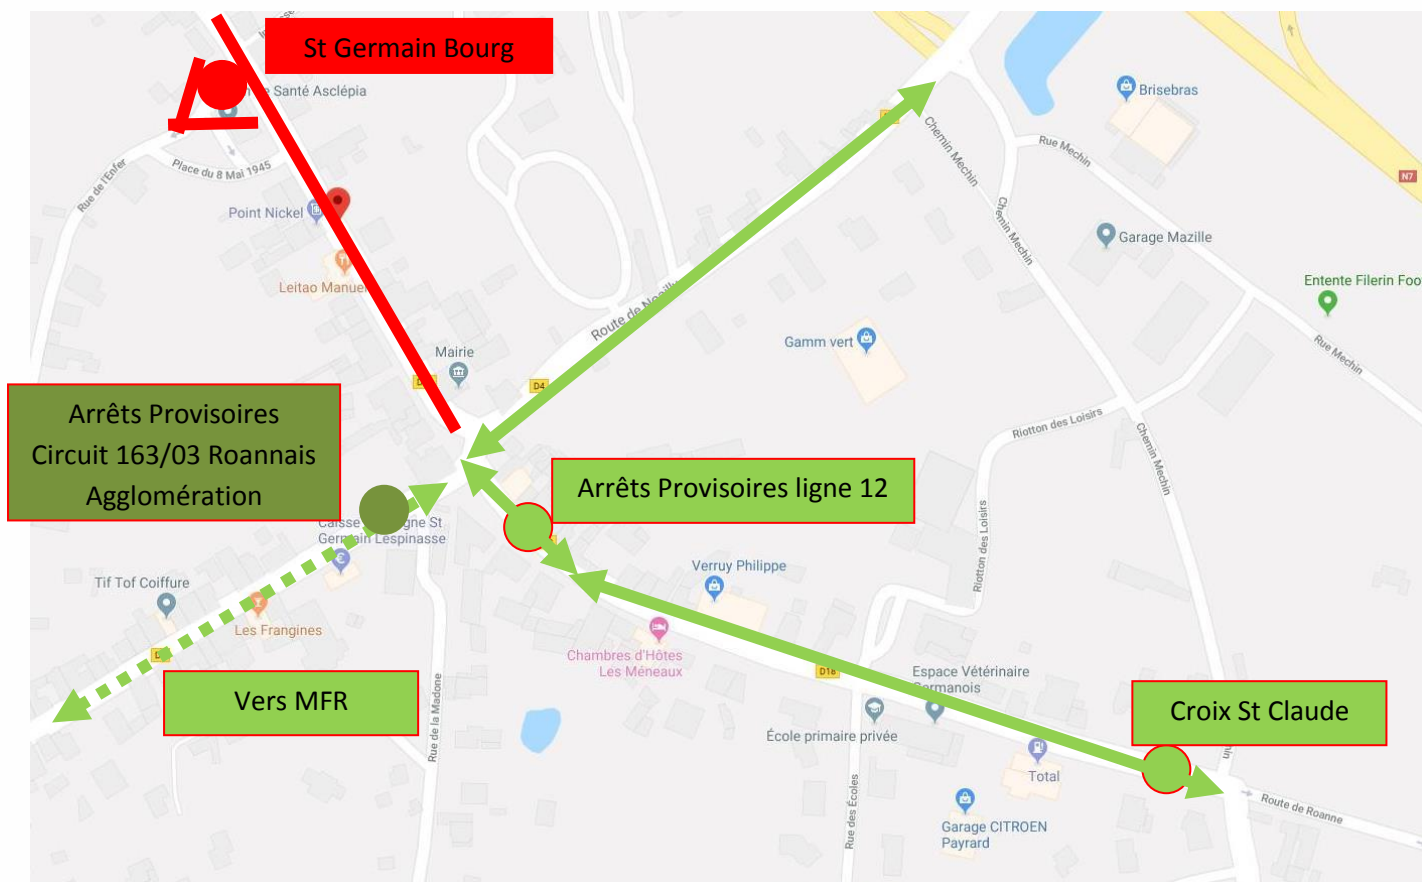 St Germain Bourg
Santé Asclépia
Brisebras
Rue de l'Enfer
Place du 8 Mai 1945
Chemin Mechin
Rue Mechin
N7
Point Nickel
Chemin Mechin
Garage Mazille
Leitao Manuel
Entente Filerin Foo
Route de Noailly
Gamm vert
Rue Mechin
Mairie
D4
Arrêts Provisoires
Circuit 163/03 Roannais
Agglomération
Riotton des Loisirs
Chemin Mechin
Arrêts Provisoires ligne 12
Caisse
gne St
Germain Lespinasse
Riotton des Loisirs
Tif Tof Coiffure
Verruy Philippe
Les Frangines
Chambres d'Hôtes
Les Méneaux
D18
Espace Vétérinaire
Germanois
Vers MFR
Croix St Claude
Rue de la Madone
École primaire privée
Total
Rue des Écoles
Garage CITROEN
Payrard
Route de Roanne